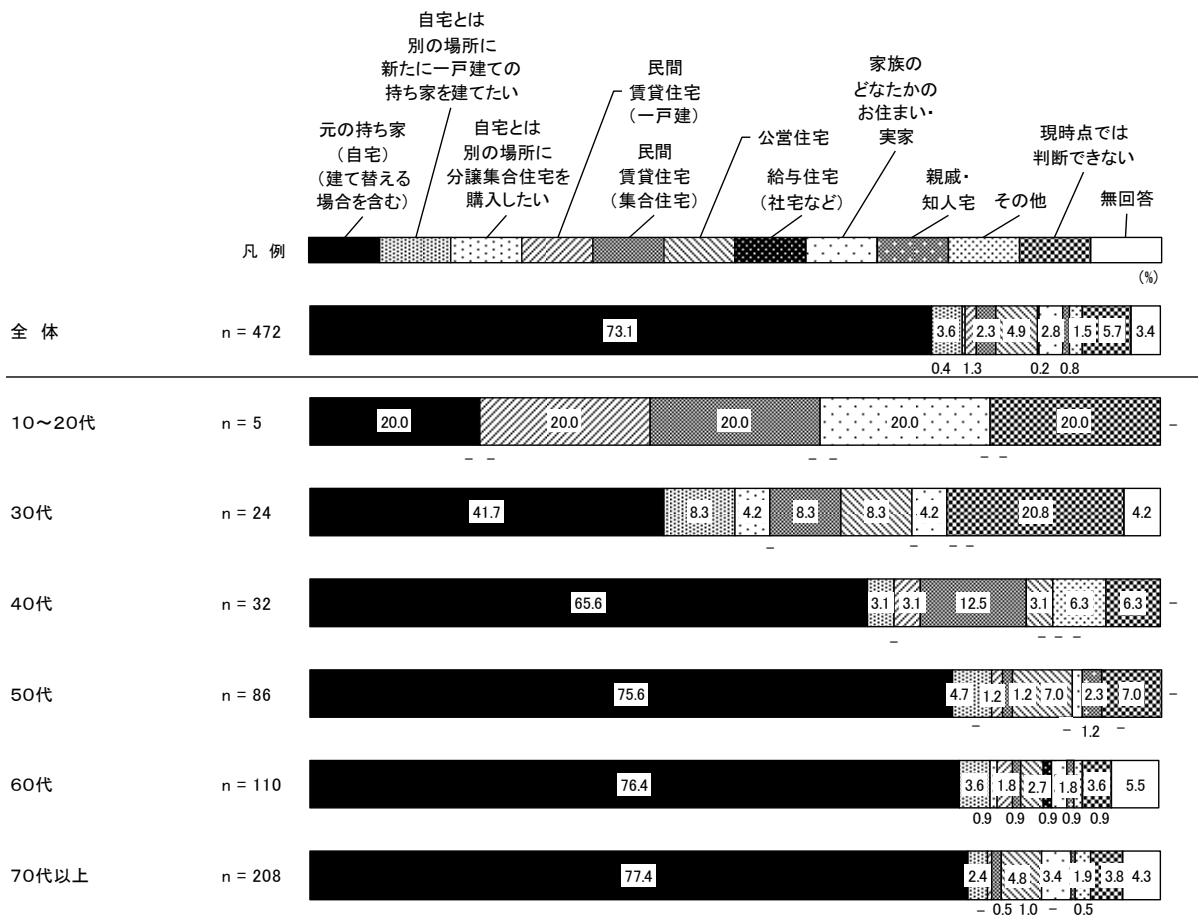 自宅とは
別の場所に
新たに一戸建ての
持ち家を建てたい
民間
賃貸住宅
(一戸建)
家族の
どなたかの
お住まい・
実家
元の持ち家
(自宅)
(建て替える
場合を含む)
自宅とは
別の場所に
分譲集合住宅を
購入したい
民間
賃貸住宅
(集合住宅)
公営住宅
給与住宅
(社宅など)
親戚・
知人宅
その他
現時点では
判断できない
無回答
凡 例
(%)
全 体 n = 472 73.1 3.6 2.3 4.9 2.8 1.5 5.7 3.4
0.4 1.3 0.2 0.8
10～20代 n = 5 20.0 20.0 20.0 20.0 20.0 －
－ － － － － －
30代 n = 24 41.7 8.3 4.2 8.3 8.3 4.2 20.8 4.2
－ － － －
40代 n = 32 65.6 3.1 3.1 12.5 3.1 6.3 6.3 －
－ － － －
50代 n = 86 75.6 4.7 1.2 1.2 7.0 2.3 7.0 －
－ － 1.2 －
60代 n = 110 76.4 3.6 1.8 2.7 1.8 3.6 5.5
0.9 0.9 0.9 0.9 0.9
70代以上 n = 208 77.4 2.4 4.8 3.4 1.9 3.8 4.3
－ 0.5 1.0 － 0.5